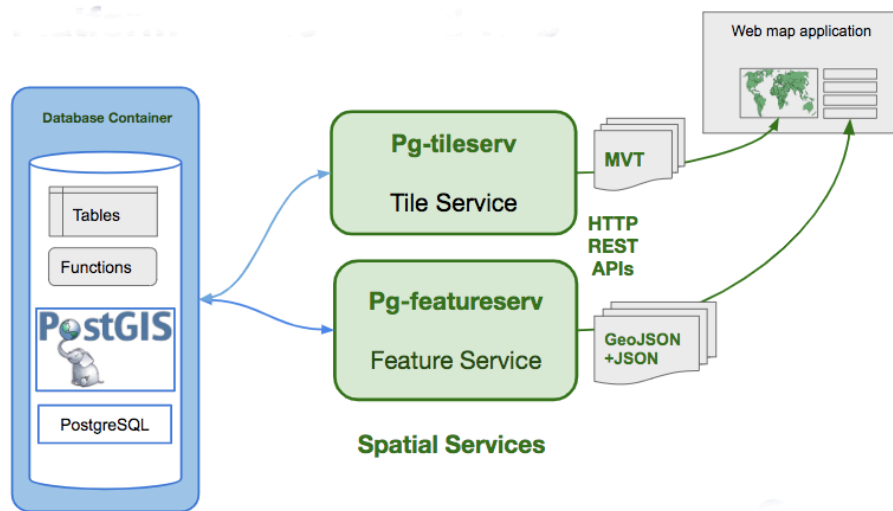 Web map application
Database Container
Tables
Functions
PostGIS
PostgreSQL
Pg-tileserv
Tile Service
Pg-featureserv
Feature Service
Spatial Services
MVT
HTTP
REST
APIs
GeoJSON
+JSON